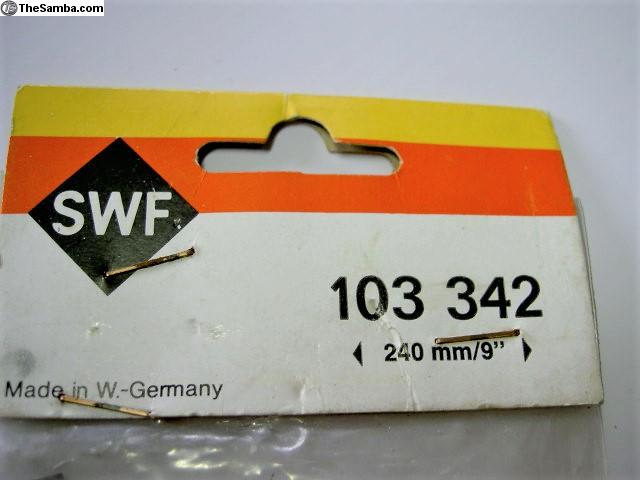 © TheSamba.com
SWF
103 342
240 mm/9"
Made in W.-Germany